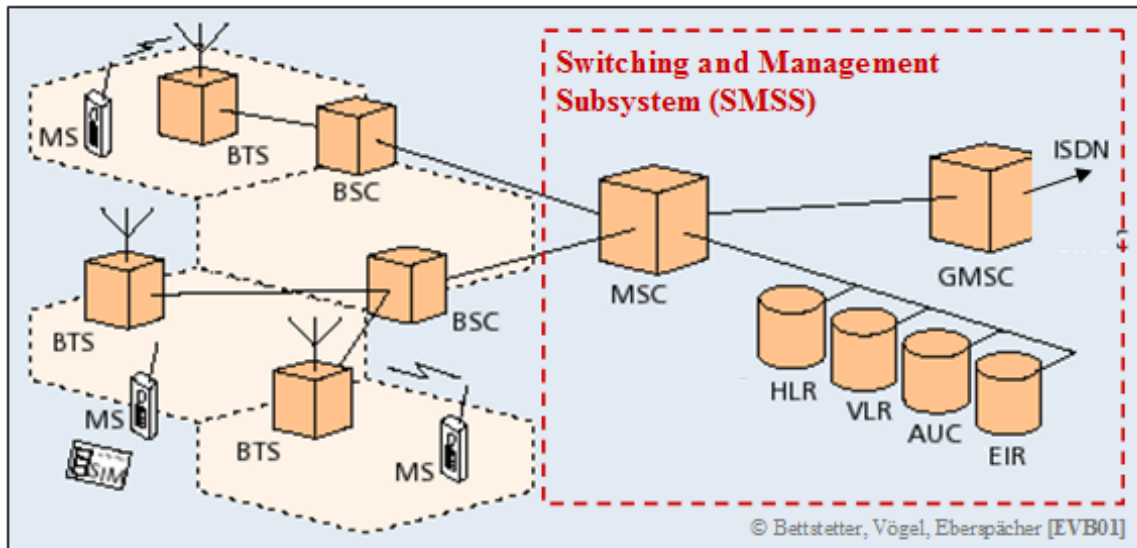 Switching and Management
Subsystem (SMSS)
MS
BTS
BSC
ISDN
MSC
GMSC
BTS
BSC
MS
SIM
BTS
MS
HLR
VLR
AUC
EIR
© Bettstetter, Vögel, Eberspächer [EVB01]